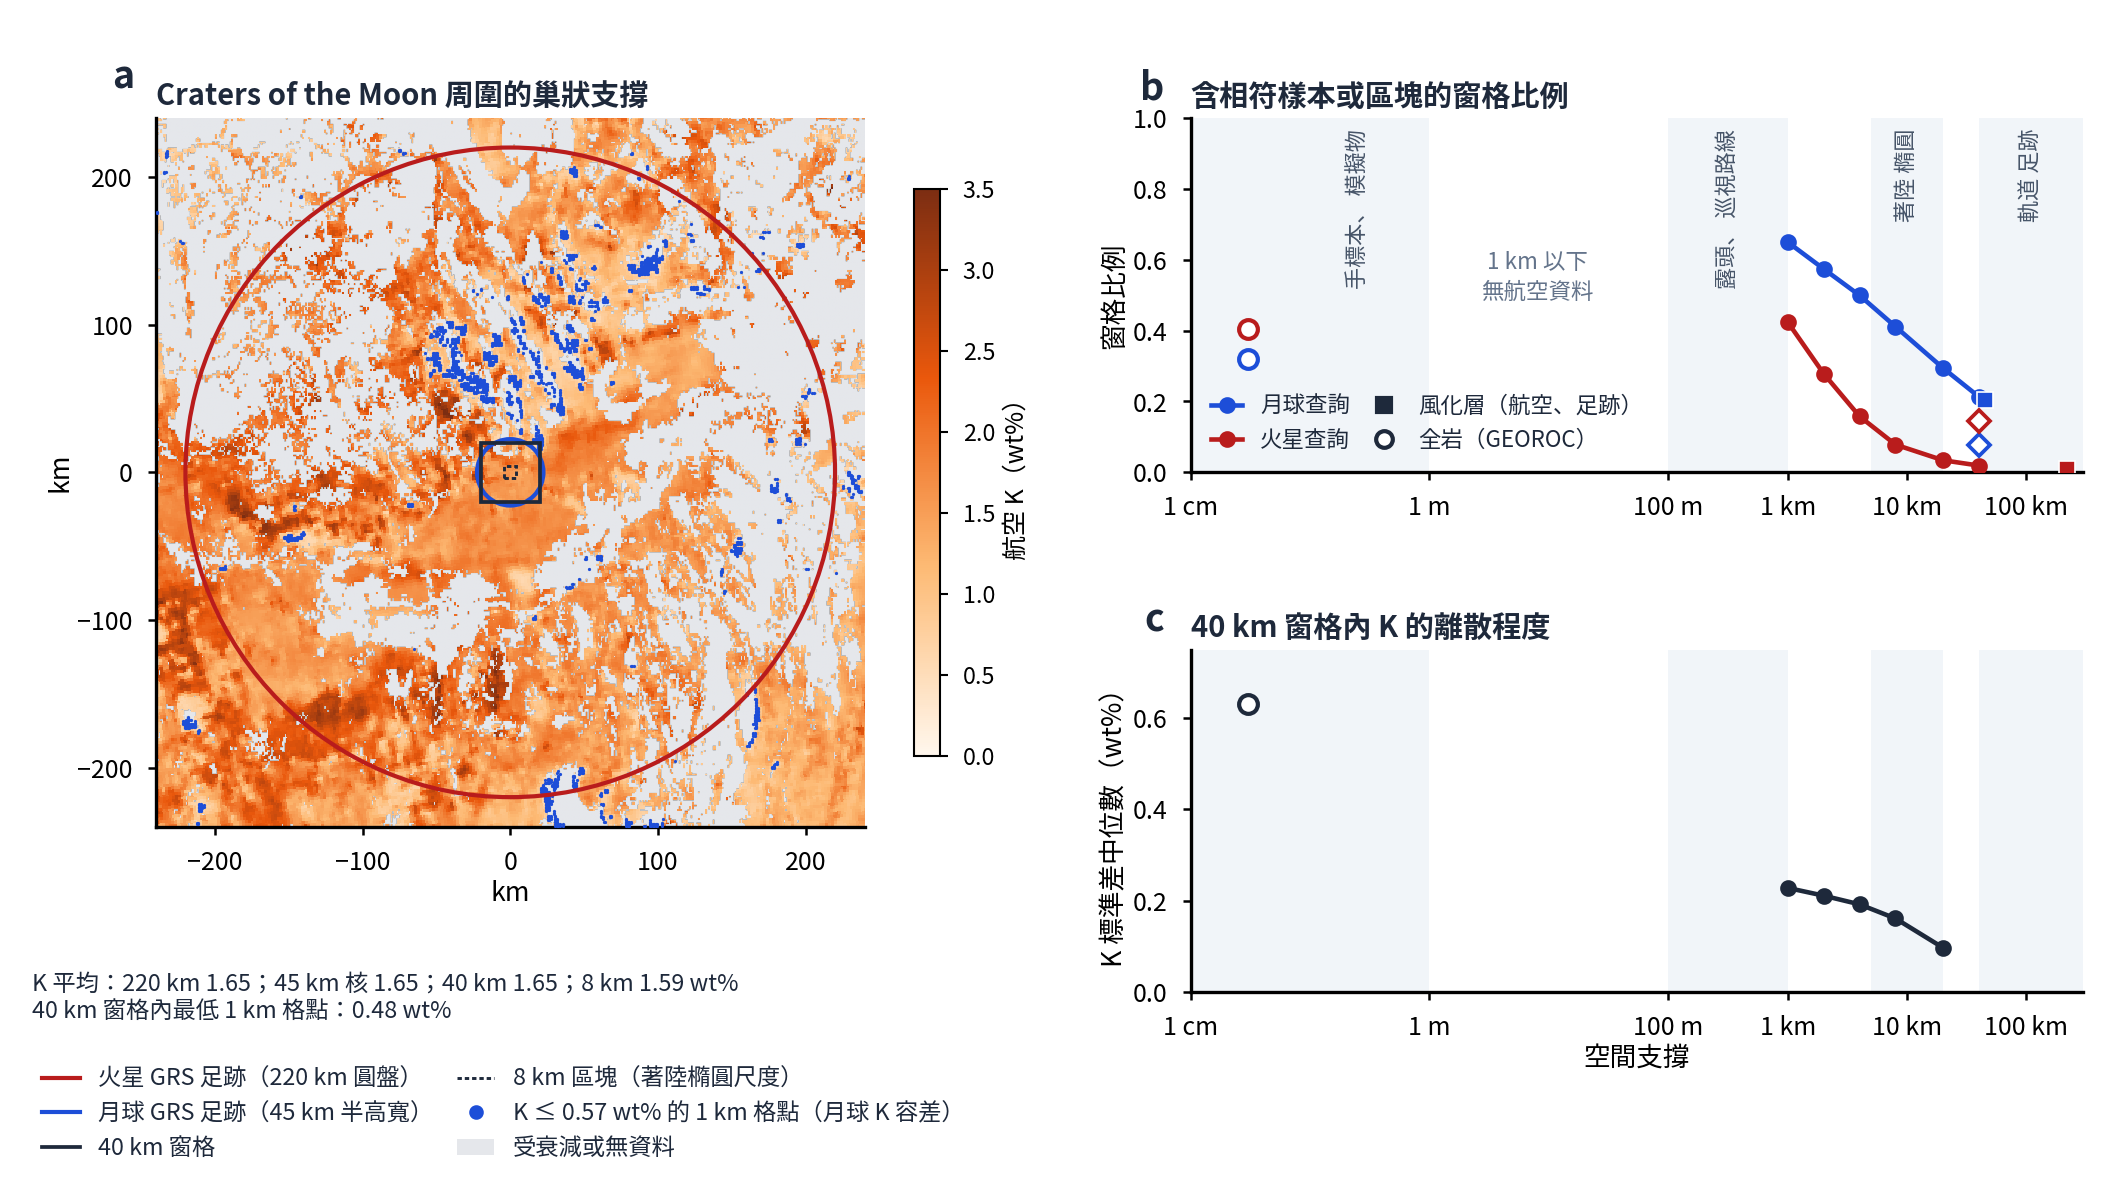 a
Craters of the Moon 周圍的巢狀支撐
200
100
0
−100
−200
km
−200
−100
0
100
200
km
3.5
3.0
2.5
2.0
1.5
1.0
0.5
0.0
航空 K（wt%）
K 平均：220 km 1.65；45 km 核 1.65；40 km 1.65；8 km 1.59 wt%
40 km 窗格內最低 1 km 格點：0.48 wt%
火星 GRS 足跡（220 km 圓盤）
月球 GRS 足跡（45 km 半高寬）
40 km 窗格
8 km 區塊（著陸橢圓尺度）
K ≤ 0.57 wt% 的 1 km 格點（月球 K 容差）
受衰減或無資料
b
含相符樣本或區塊的窗格比例
1.0
0.8
0.6
0.4
0.2
0.0
窗格比例
手標本、 模擬物
1 km 以下
無航空資料
露頭、 巡視路線
著陸 橢圓
軌道 足跡
月球查詢
火星查詢
風化層（航空、足跡）
全岩（GEOROC）
1 cm
1 m
100 m
1 km
10 km
100 km
c
40 km 窗格內 K 的離散程度
0.6
0.4
0.2
0.0
K 標準差中位數（wt%）
1 cm
1 m
100 m
1 km
10 km
100 km
空間支撐